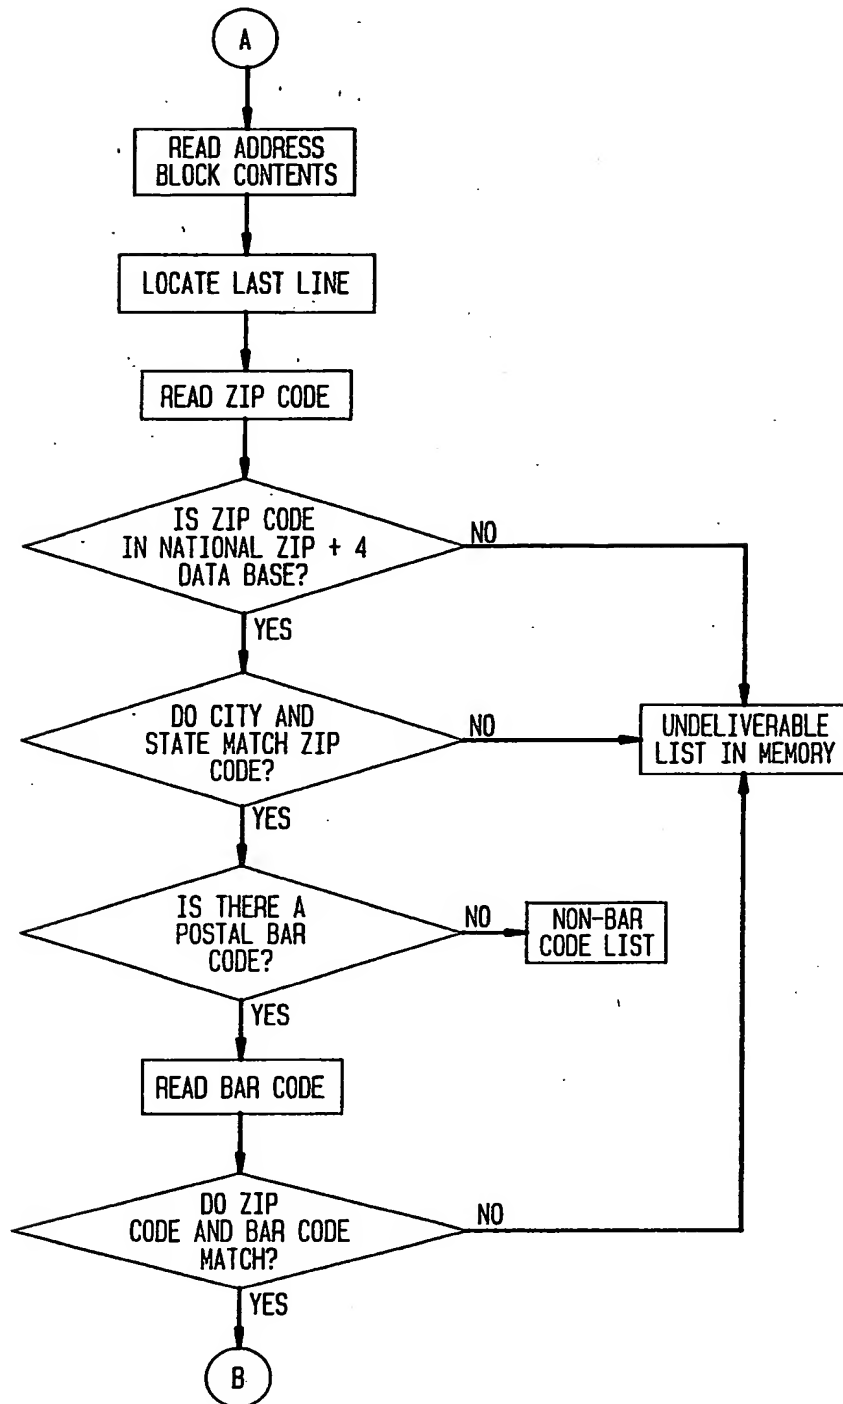 A
READ ADDRESS
BLOCK CONTENTS
LOCATE LAST LINE
READ ZIP CODE
IS ZIP CODE
IN NATIONAL ZIP + 4
DATA BASE?
NO
YES
DO CITY AND
STATE MATCH ZIP
CODE?
NO
UNDELIVERABLE
LIST IN MEMORY
YES
IS THERE A
POSTAL BAR
CODE?
NO
NON-BAR
CODE LIST
YES
READ BAR CODE
DO ZIP
CODE AND BAR CODE
MATCH?
NO
YES
B